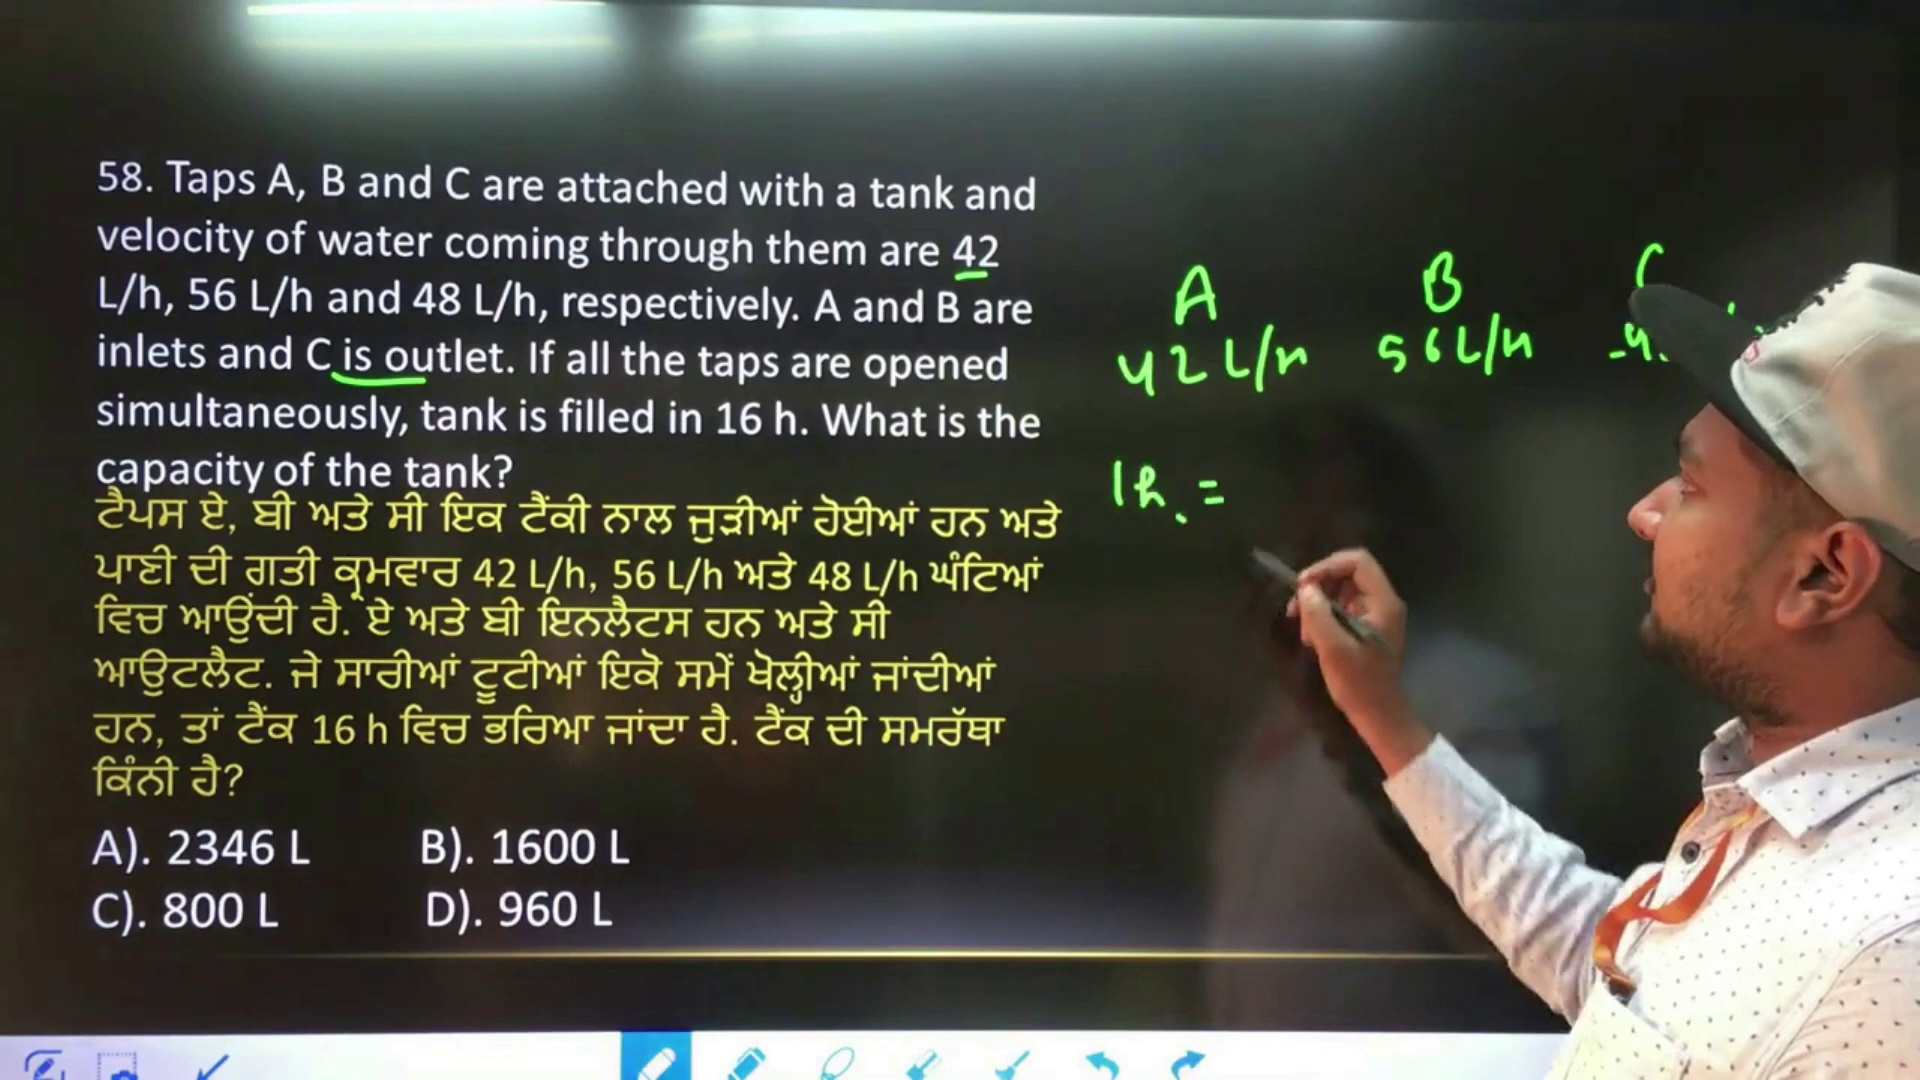 58. Taps A, B and C are attached with a tank and
velocity of water coming through them are 42
L/h, 56 L/h and 48 L/h, respectively. A and B are
inlets and C is outlet. If all the taps are opened
simultaneously, tank is filled in 16 h. What is the
capacity of the tank?
ਟੈਪਸ ਏ, ਬੀ ਅਤੇ ਸੀ ਇਕ ਟੈਂਕੀ ਨਾਲ ਜੁੜੀਆਂ ਹੋਈਆਂ ਹਨ ਅਤੇ
ਪਾਣੀ ਦੀ ਗਤੀ ਕ੍ਰਮਵਾਰ 42 L/h, 56 L/h ਅਤੇ 48 L/h ਘੰਟਿਆਂ
ਵਿਚ ਆਉਂਦੀ ਹੈ. ਏ ਅਤੇ ਬੀ ਇਨਲੈਟਸ ਹਨ ਅਤੇ ਸੀ
ਆਉਟਲੈਟ. ਜੇ ਸਾਰੀਆਂ ਟੂਟੀਆਂ ਇਕੋ ਸਮੇਂ ਖੋਲ੍ਹੀਆਂ ਜਾਂਦੀਆਂ
ਹਨ, ਤਾਂ ਟੈਂਕ 16 h ਵਿਚ ਭਰਿਆ ਜਾਂਦਾ ਹੈ. ਟੈਂਕ ਦੀ ਸਮਰੱਥਾ
ਕਿੰਨੀ ਹੈ?
A). 2346 L B). 1600 L
C). 800 L D). 960 L
A B C
42 L/h 56 L/h
1h. =